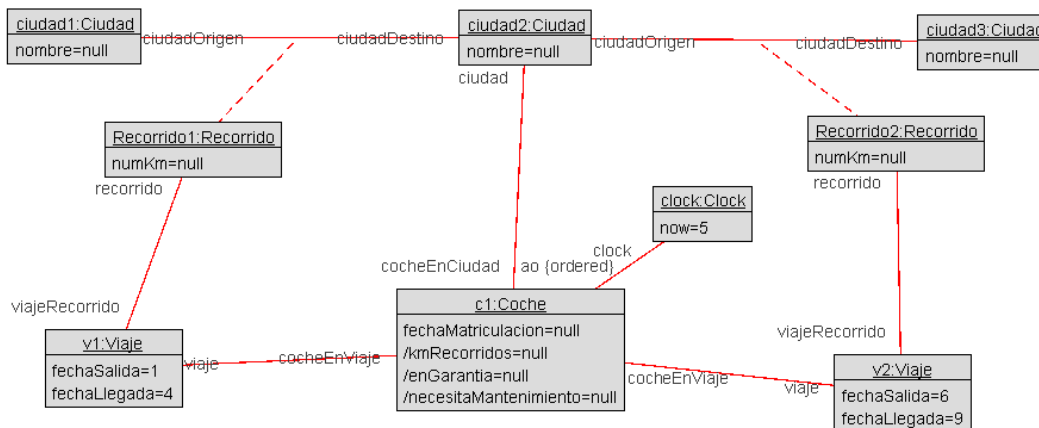 ciudad1:Ciudad
nombre=null
ciudadOrigen
ciudadDestino
ciudad2:Ciudad
nombre=null
ciudad
ciudadOrigen
ciudadDestino
ciudad3:Ciudad
nombre=null
Recorrido1:Recorrido
numKm=null
recorrido
Recorrido2:Recorrido
numKm=null
recorrido
clock:Clock
now=5
clock
cocheEnCiudad
ao {ordered}
c1:Coche
fechaMatriculacion=null
/kmRecorridos=null
/enGarantia=null
/necesitaMantenimiento=null
viajeRecorrido
v1:Viaje
fechaSalida=1
fechaLlegada=4
viaje
cocheEnViaje
cocheEnViaje
viaje
viajeRecorrido
v2:Viaje
fechaSalida=6
fechaLlegada=9